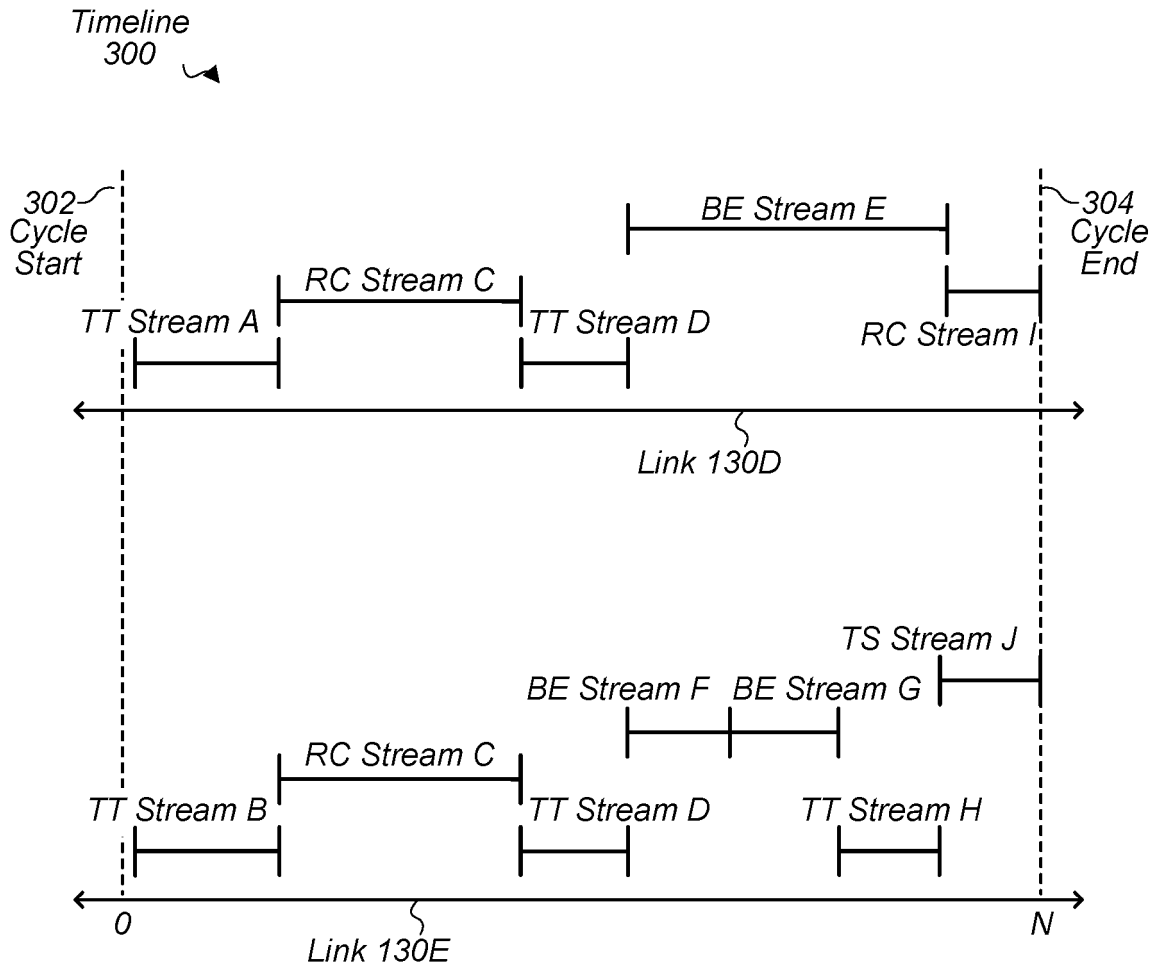 Timeline
300
302
Cycle
Start
304
Cycle
End
BE Stream E
RC Stream C
TT Stream A
TT Stream D
RC Stream I
Link 130D
TS Stream J
BE Stream F
BE Stream G
RC Stream C
TT Stream B
TT Stream D
TT Stream H
0
N
Link 130E